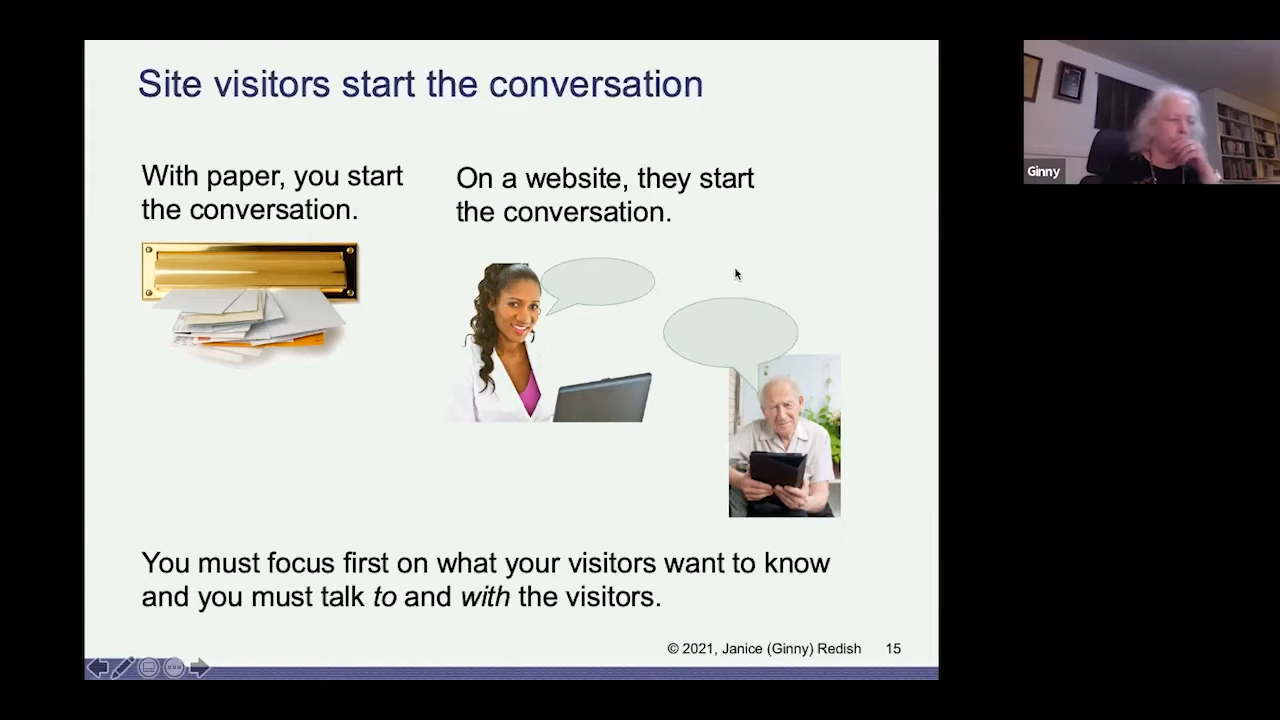 Site visitors start the conversation
With paper, you start
the conversation.
On a website, they start
the conversation.
You must focus first on what your visitors want to know
and you must talk to and with the visitors.
© 2021, Janice (Ginny) Redish 15
Ginny